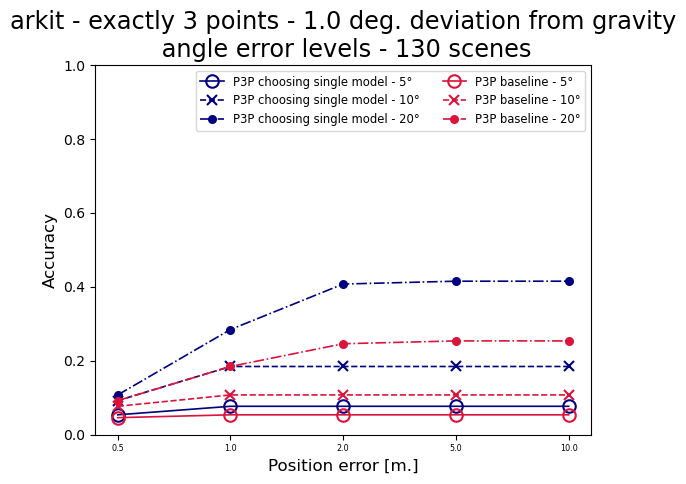 arkit - exactly 3 points - 1.0 deg. deviation from gravity
angle error levels - 130 scenes
P3P choosing single model - 5°
P3P choosing single model - 10°
P3P choosing single model - 20°
P3P baseline - 5°
P3P baseline - 10°
P3P baseline - 20°
Accuracy
1.0
0.8
0.6
0.4
0.2
0.0
0.5 1.0 2.0 5.0 10.0
Position error [m.]